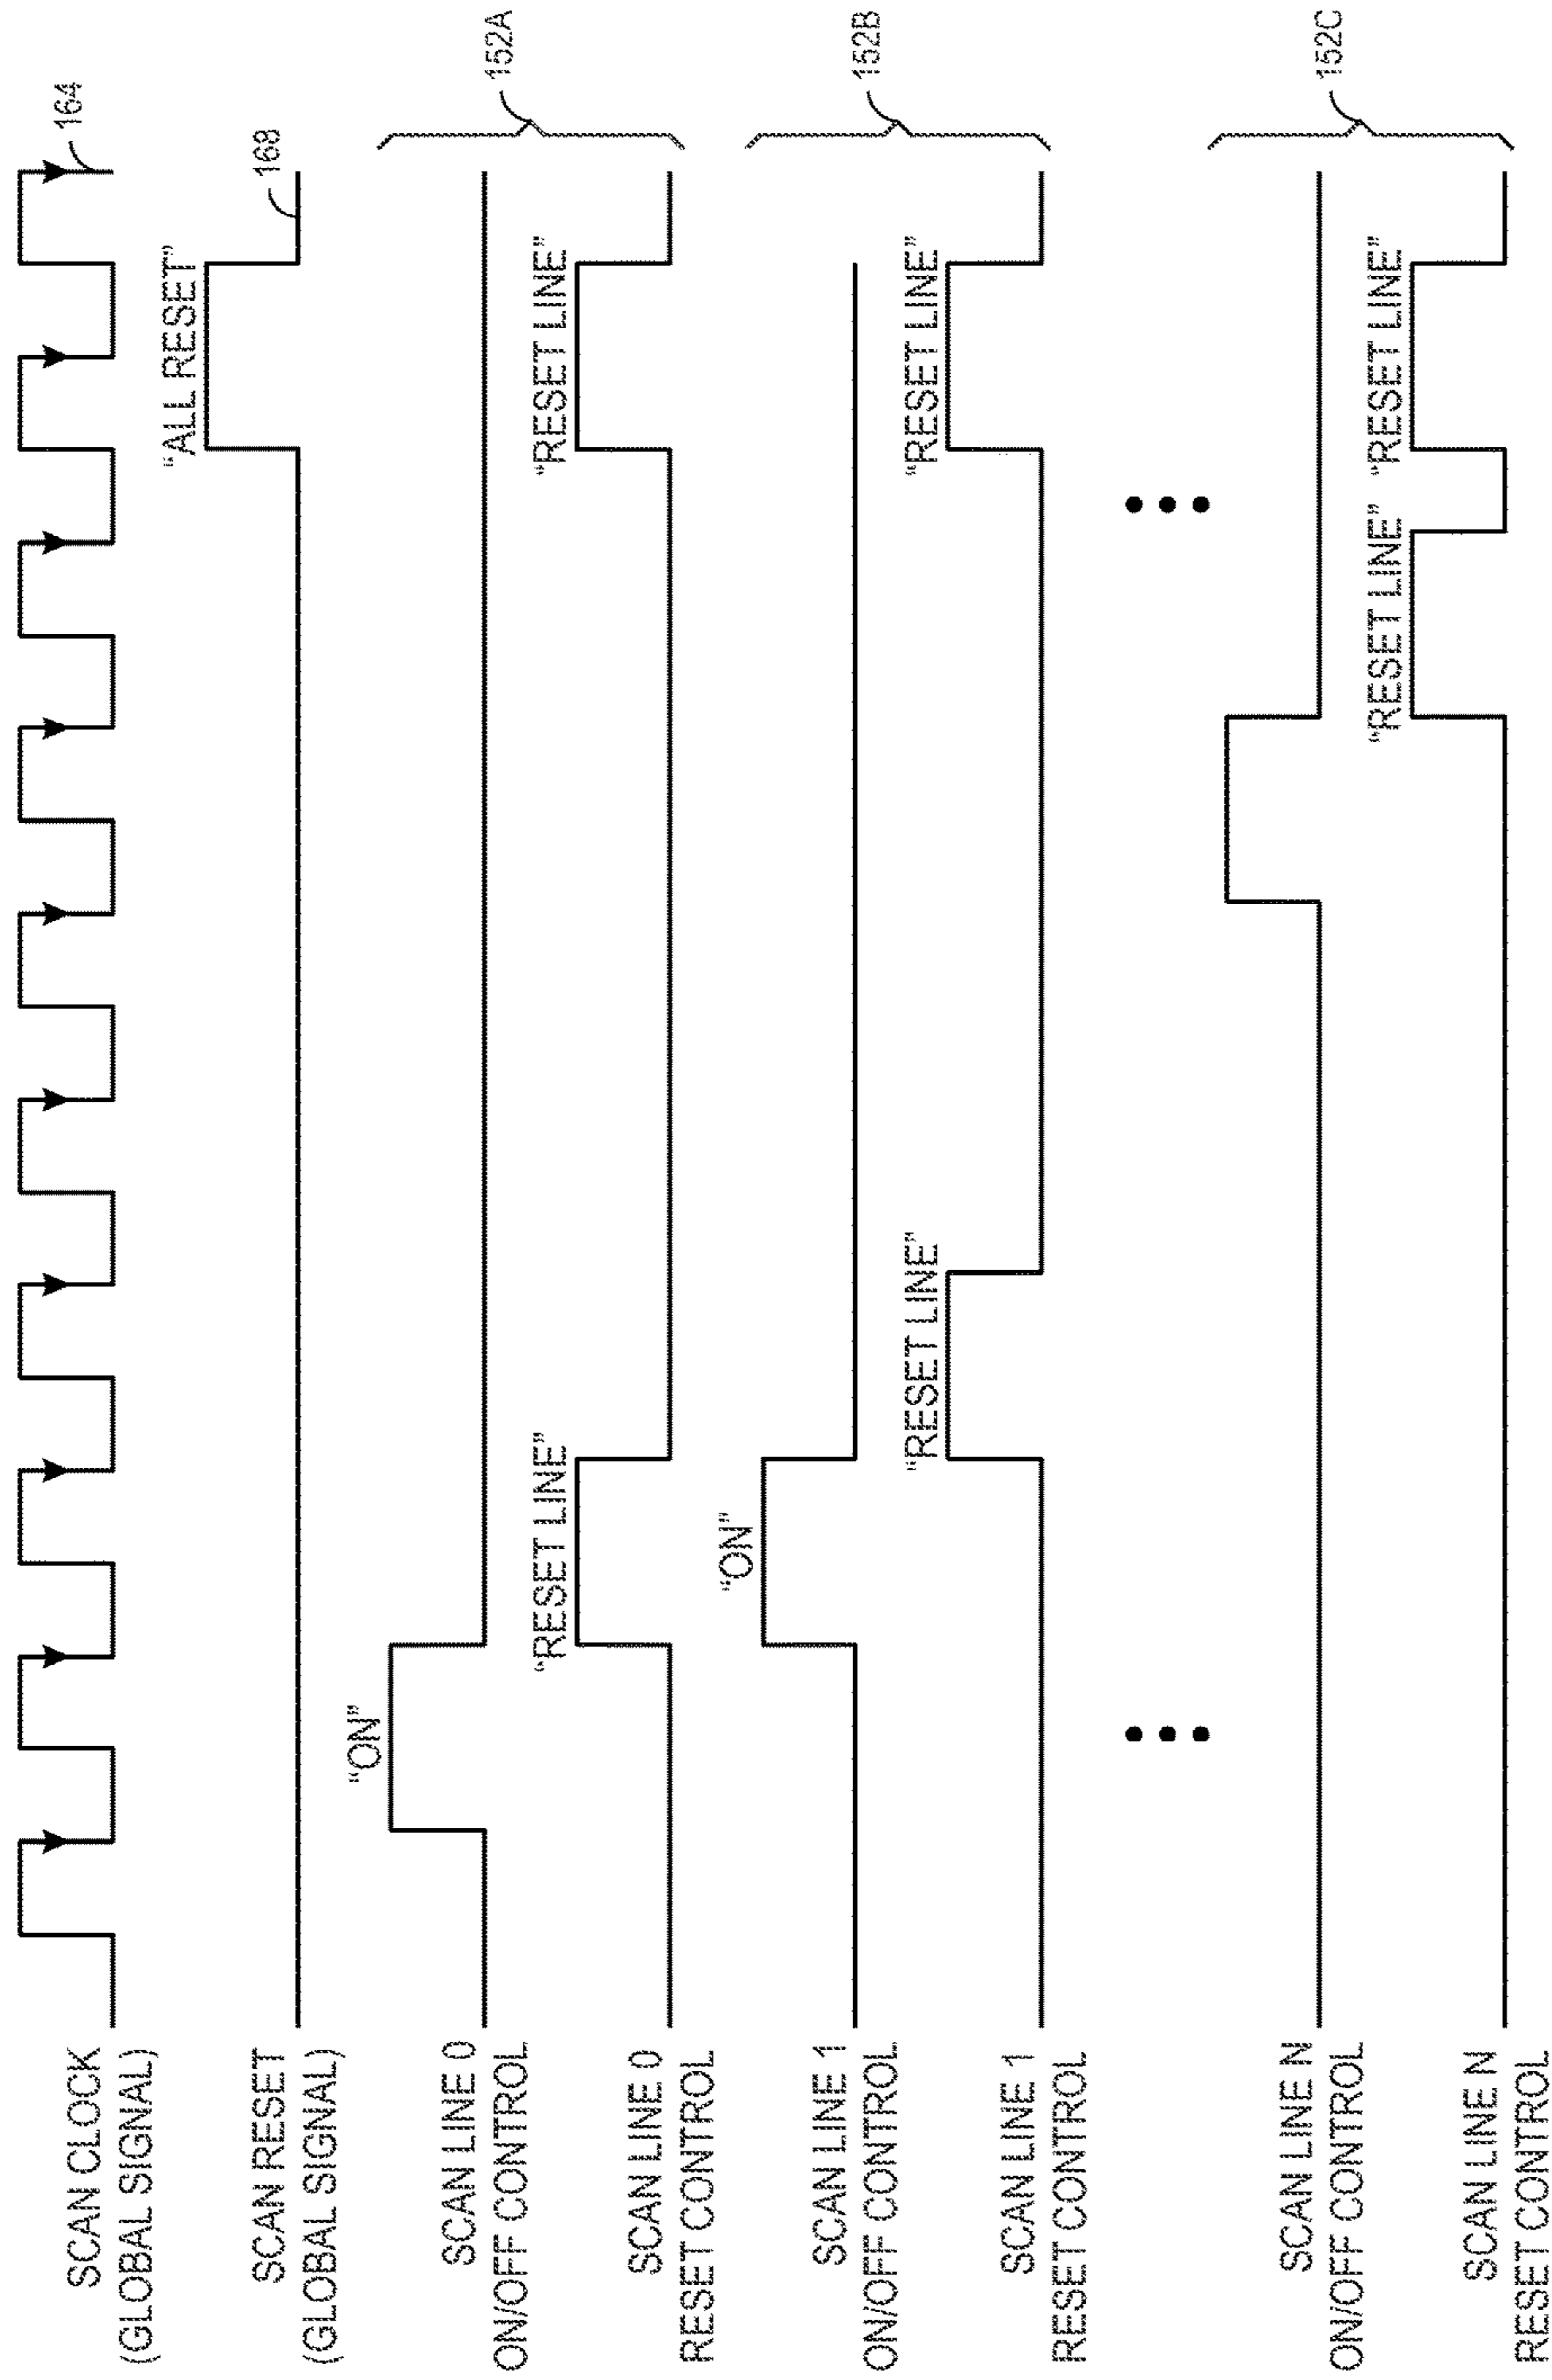 SCAN CLOCK
(GLOBAL SIGNAL)
164
SCAN RESET
(GLOBAL SIGNAL)
"ALL RESET"
168
SCAN LINE 0
ON/OFF CONTROL
"ON"
152A
SCAN LINE 0
RESET CONTROL
"RESET LINE"
"RESET LINE"
SCAN LINE 1
ON/OFF CONTROL
"ON"
152B
SCAN LINE 1
RESET CONTROL
"RESET LINE"
"RESET LINE"
SCAN LINE N
ON/OFF CONTROL
152C
SCAN LINE N
RESET CONTROL
"RESET LINE"
"RESET LINE"